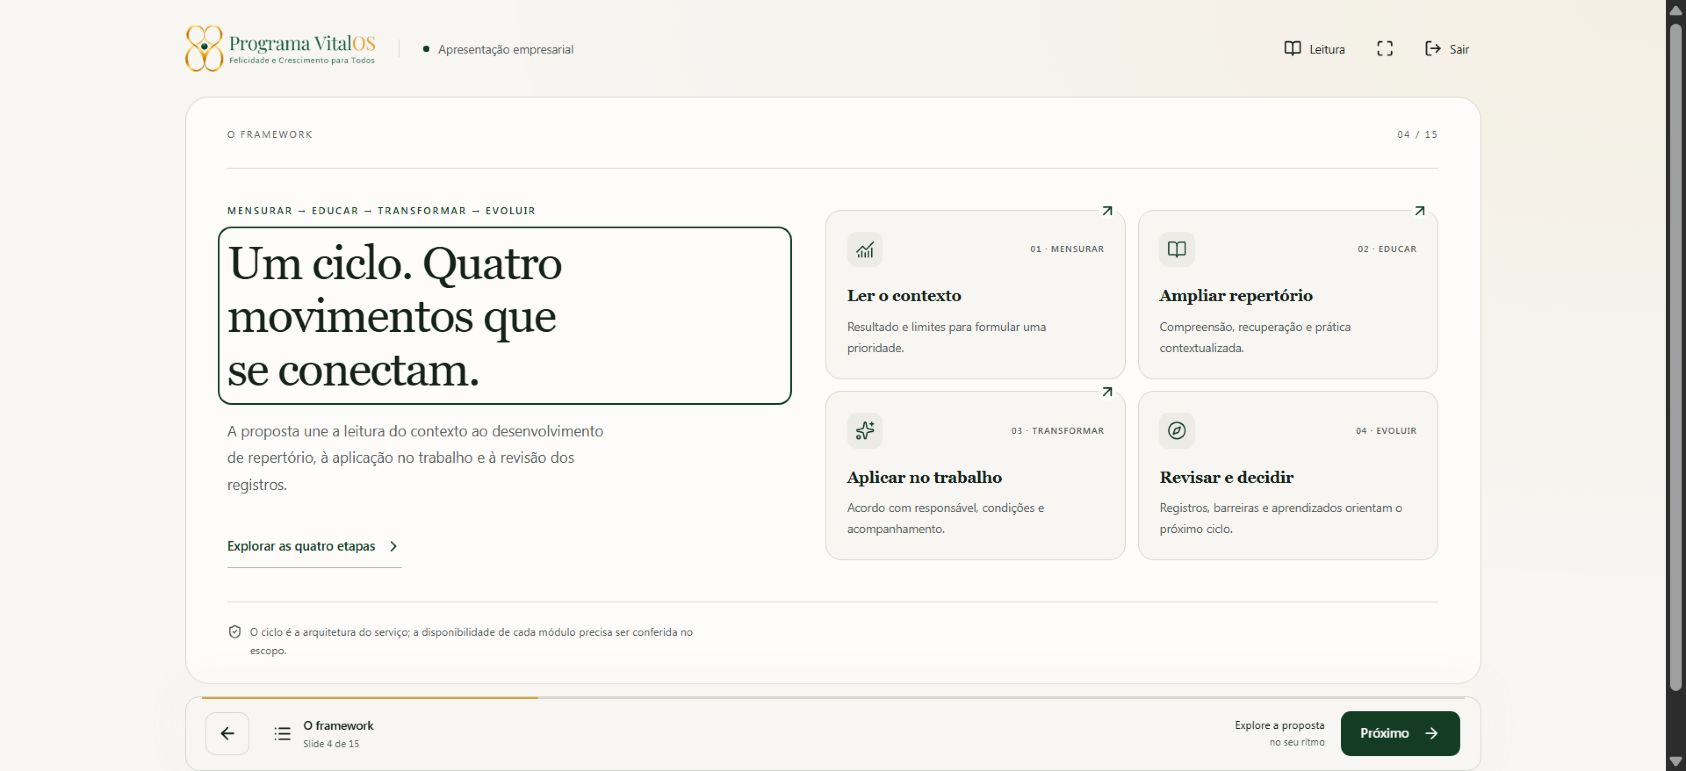 Programa VitalOS
Felicidade e Crescimento para Todos
Apresentação empresarial
Leitura
Sair
O FRAMEWORK
04 / 15
MENSURAR → EDUCAR → TRANSFORMAR → EVOLUIR
Um ciclo. Quatro
movimentos que
se conectam.
A proposta une a leitura do contexto ao desenvolvimento
de repertório, à aplicação no trabalho e à revisão dos
registros.
Explorar as quatro etapas
01 · MENSURAR
Ler o contexto
Resultado e limites para formular uma
prioridade.
02 · EDUCAR
Ampliar repertório
Compreensão, recuperação e prática
contextualizada.
03 · TRANSFORMAR
Aplicar no trabalho
Acordo com responsável, condições e
acompanhamento.
04 · EVOLUIR
Revisar e decidir
Registros, barreiras e aprendizados orientam o
próximo ciclo.
O ciclo é a arquitetura do serviço; a disponibilidade de cada módulo precisa ser conferida no
escopo.
O framework
Slide 4 de 15
Explore a proposta
no seu ritmo
Próximo